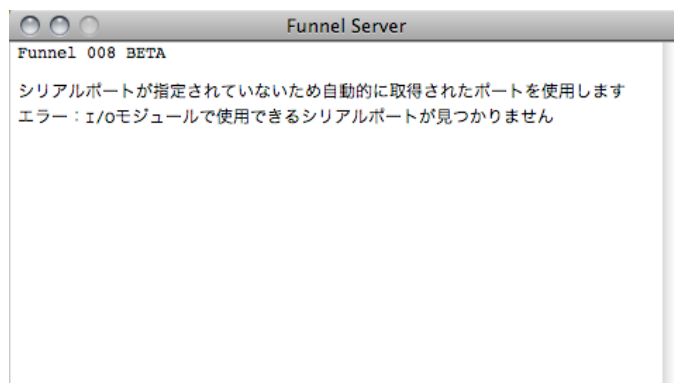 Funnel Server
Funnel 008 BETA
シリアルポートが指定されていないため自動的に取得されたポートを使用します
エラー：I/Oモジュールで使用できるシリアルポートが見つかりません